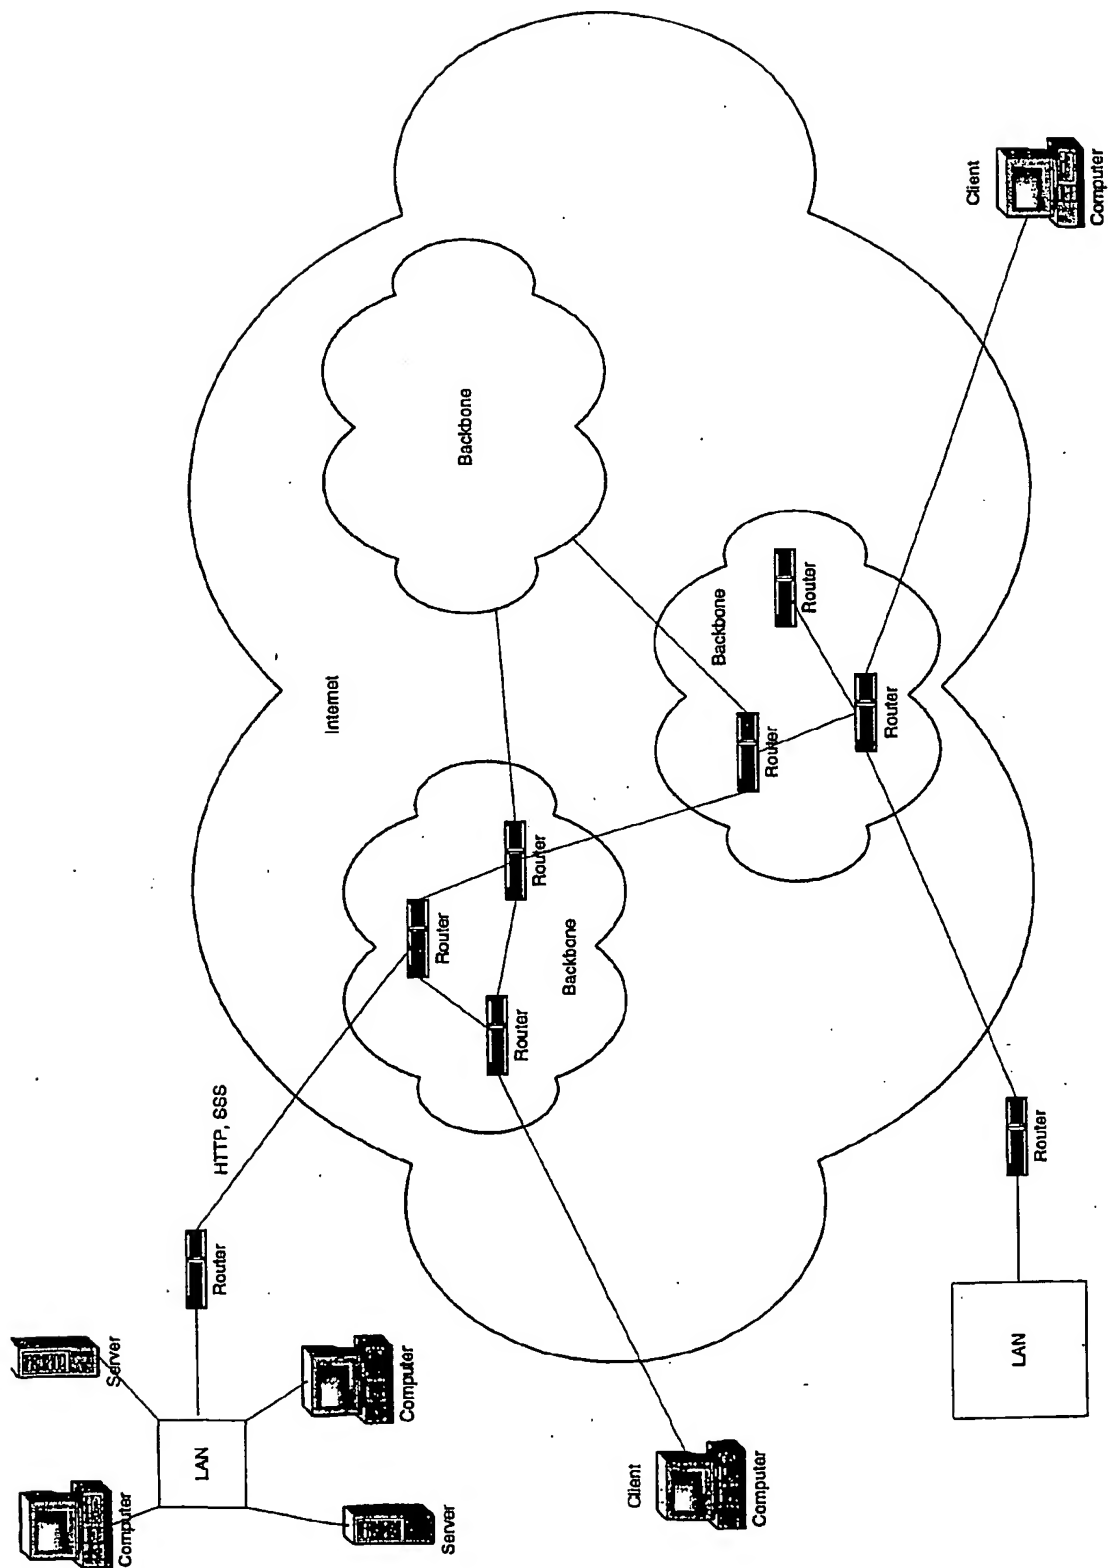 Server
Computer
LAN
Router
HTTP, SSS
Computer
Server
Internet
Router
Router
Router
Backbone
Backbone
Backbone
Router
Router
Router
Client
Computer
Client
Computer
LAN
Router